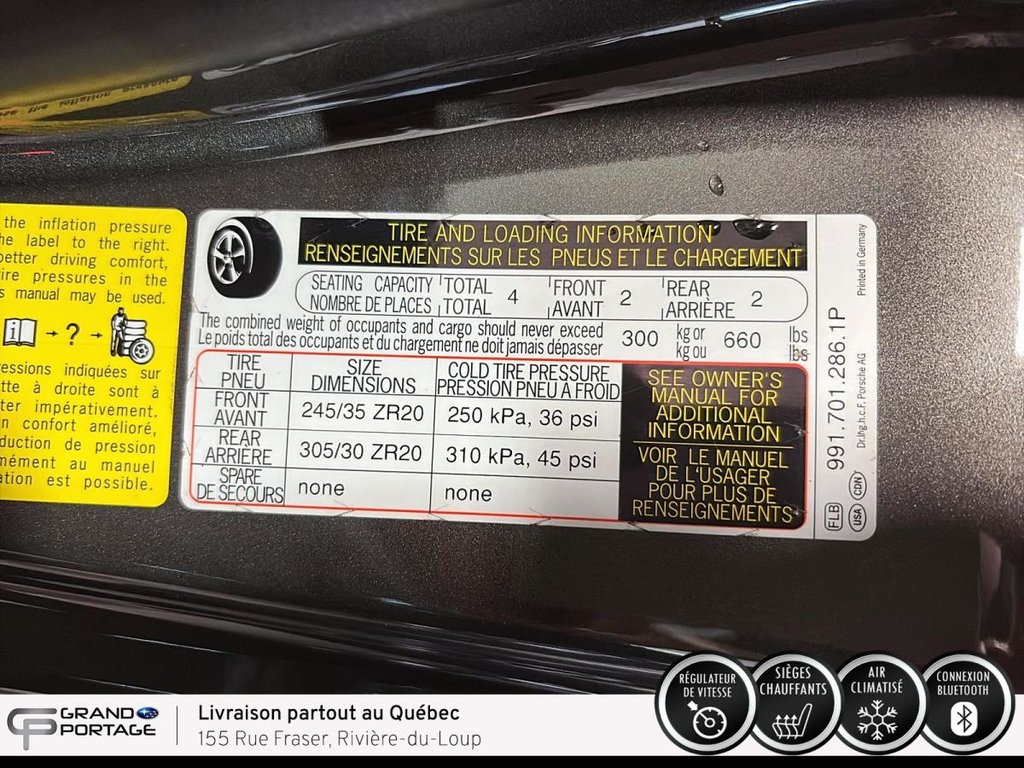 the inflation pressure
he label to the right.
better driving comfort,
ire pressures in the
s manual may be used.
?
ressions indiquées sur
tte à droite sont à
ter impérativement.
n confort amélioré,
duction de pression
mément au manuel
ation est possible.
TIRE AND LOADING INFORMATION
RENSEIGNEMENTS SUR LES PNEUS ET LE CHARGEMENT
SEATING CAPACITY TOTAL 4 FRONT 2 REAR 2
NOMBRE DE PLACES TOTAL AVANT ARRIÈRE
The combined weight of occupants and cargo should never exceed 300 kg or 660 lbs
Le poids total des occupants et du chargement ne doit jamais dépasser kg ou lbs
TIRE SIZE COLD TIRE PRESSURE
PNEU DIMENSIONS PRESSION PNEU A FROID
FRONT
AVANT 245/35 ZR20 250 kPa, 36 psi
REAR
ARRIÈRE 305/30 ZR20 310 kPa, 45 psi
SPARE
DE SECOURS none none
SEE OWNER'S
MANUAL FOR
ADDITIONAL
INFORMATION
VOIR LE MANUEL
DE L'USAGER
POUR PLUS DE
RENSEIGNEMENTS
991.701.286.1P
Printed in Germany
Dr.Ing.h.c.F. Porsche AG
FLB
USA
CDN
GP GRAND PORTAGE
Livraison partout au Québec
155 Rue Fraser, Rivière-du-Loup
RÉGULATEUR
DE VITESSE
SIÈGES
CHAUFFANTS
AIR
CLIMATISÉ
CONNEXION
BLUETOOTH